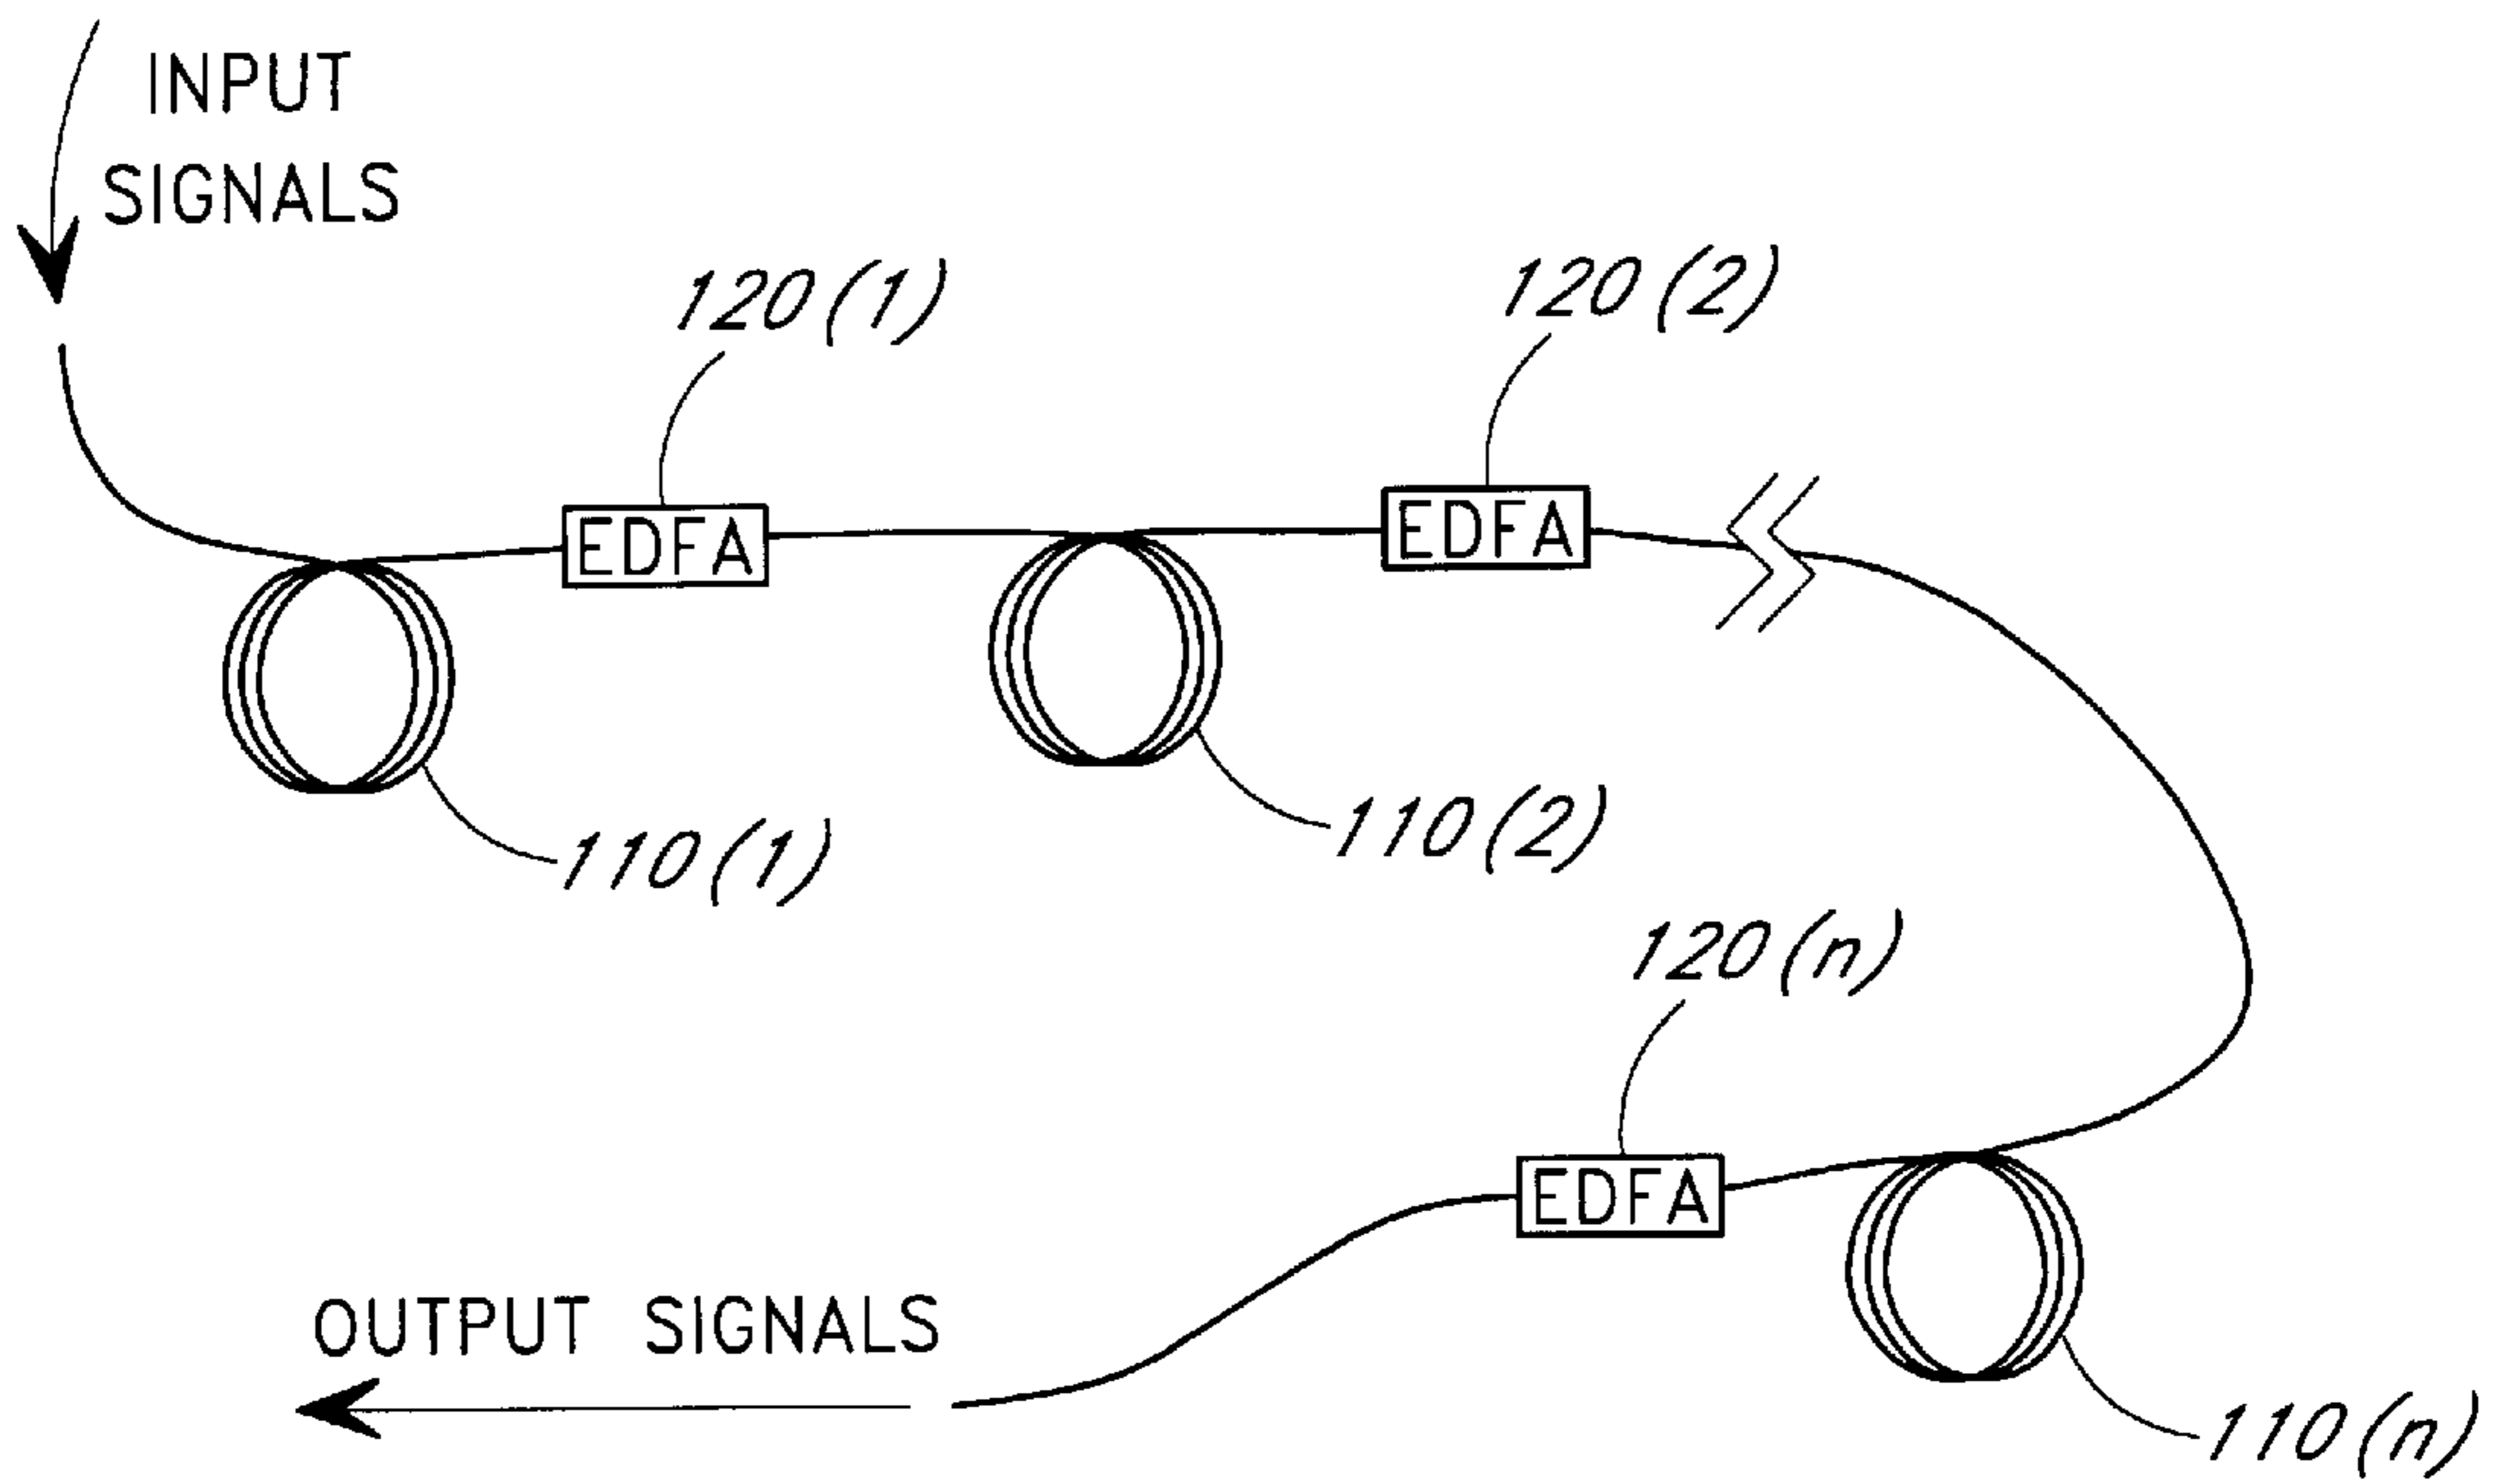 INPUT
SIGNALS
120(1)
120(2)
EDFA
EDFA
110(1)
110(2)
120(n)
EDFA
OUTPUT SIGNALS
110(n)